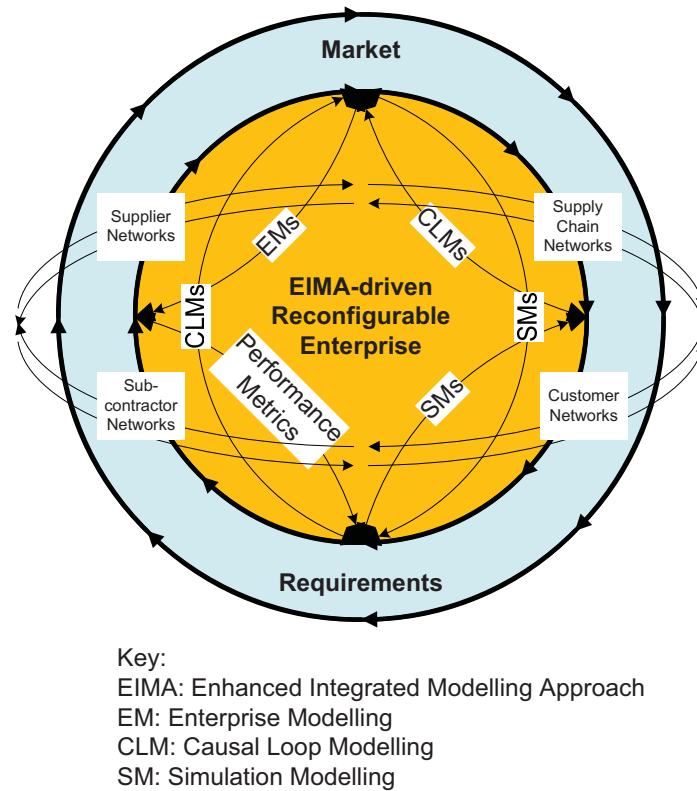 Market
Supplier
Networks
Supply
Chain
Networks
EMs
CLMs
EIMA-driven
Reconfigurable
Enterprise
CLMs
SMs
Performance
Metrics
SMs
Sub-
contractor
Networks
Customer
Networks
Requirements
Key:
EIMA: Enhanced Integrated Modelling Approach
EM: Enterprise Modelling
CLM: Causal Loop Modelling
SM: Simulation Modelling